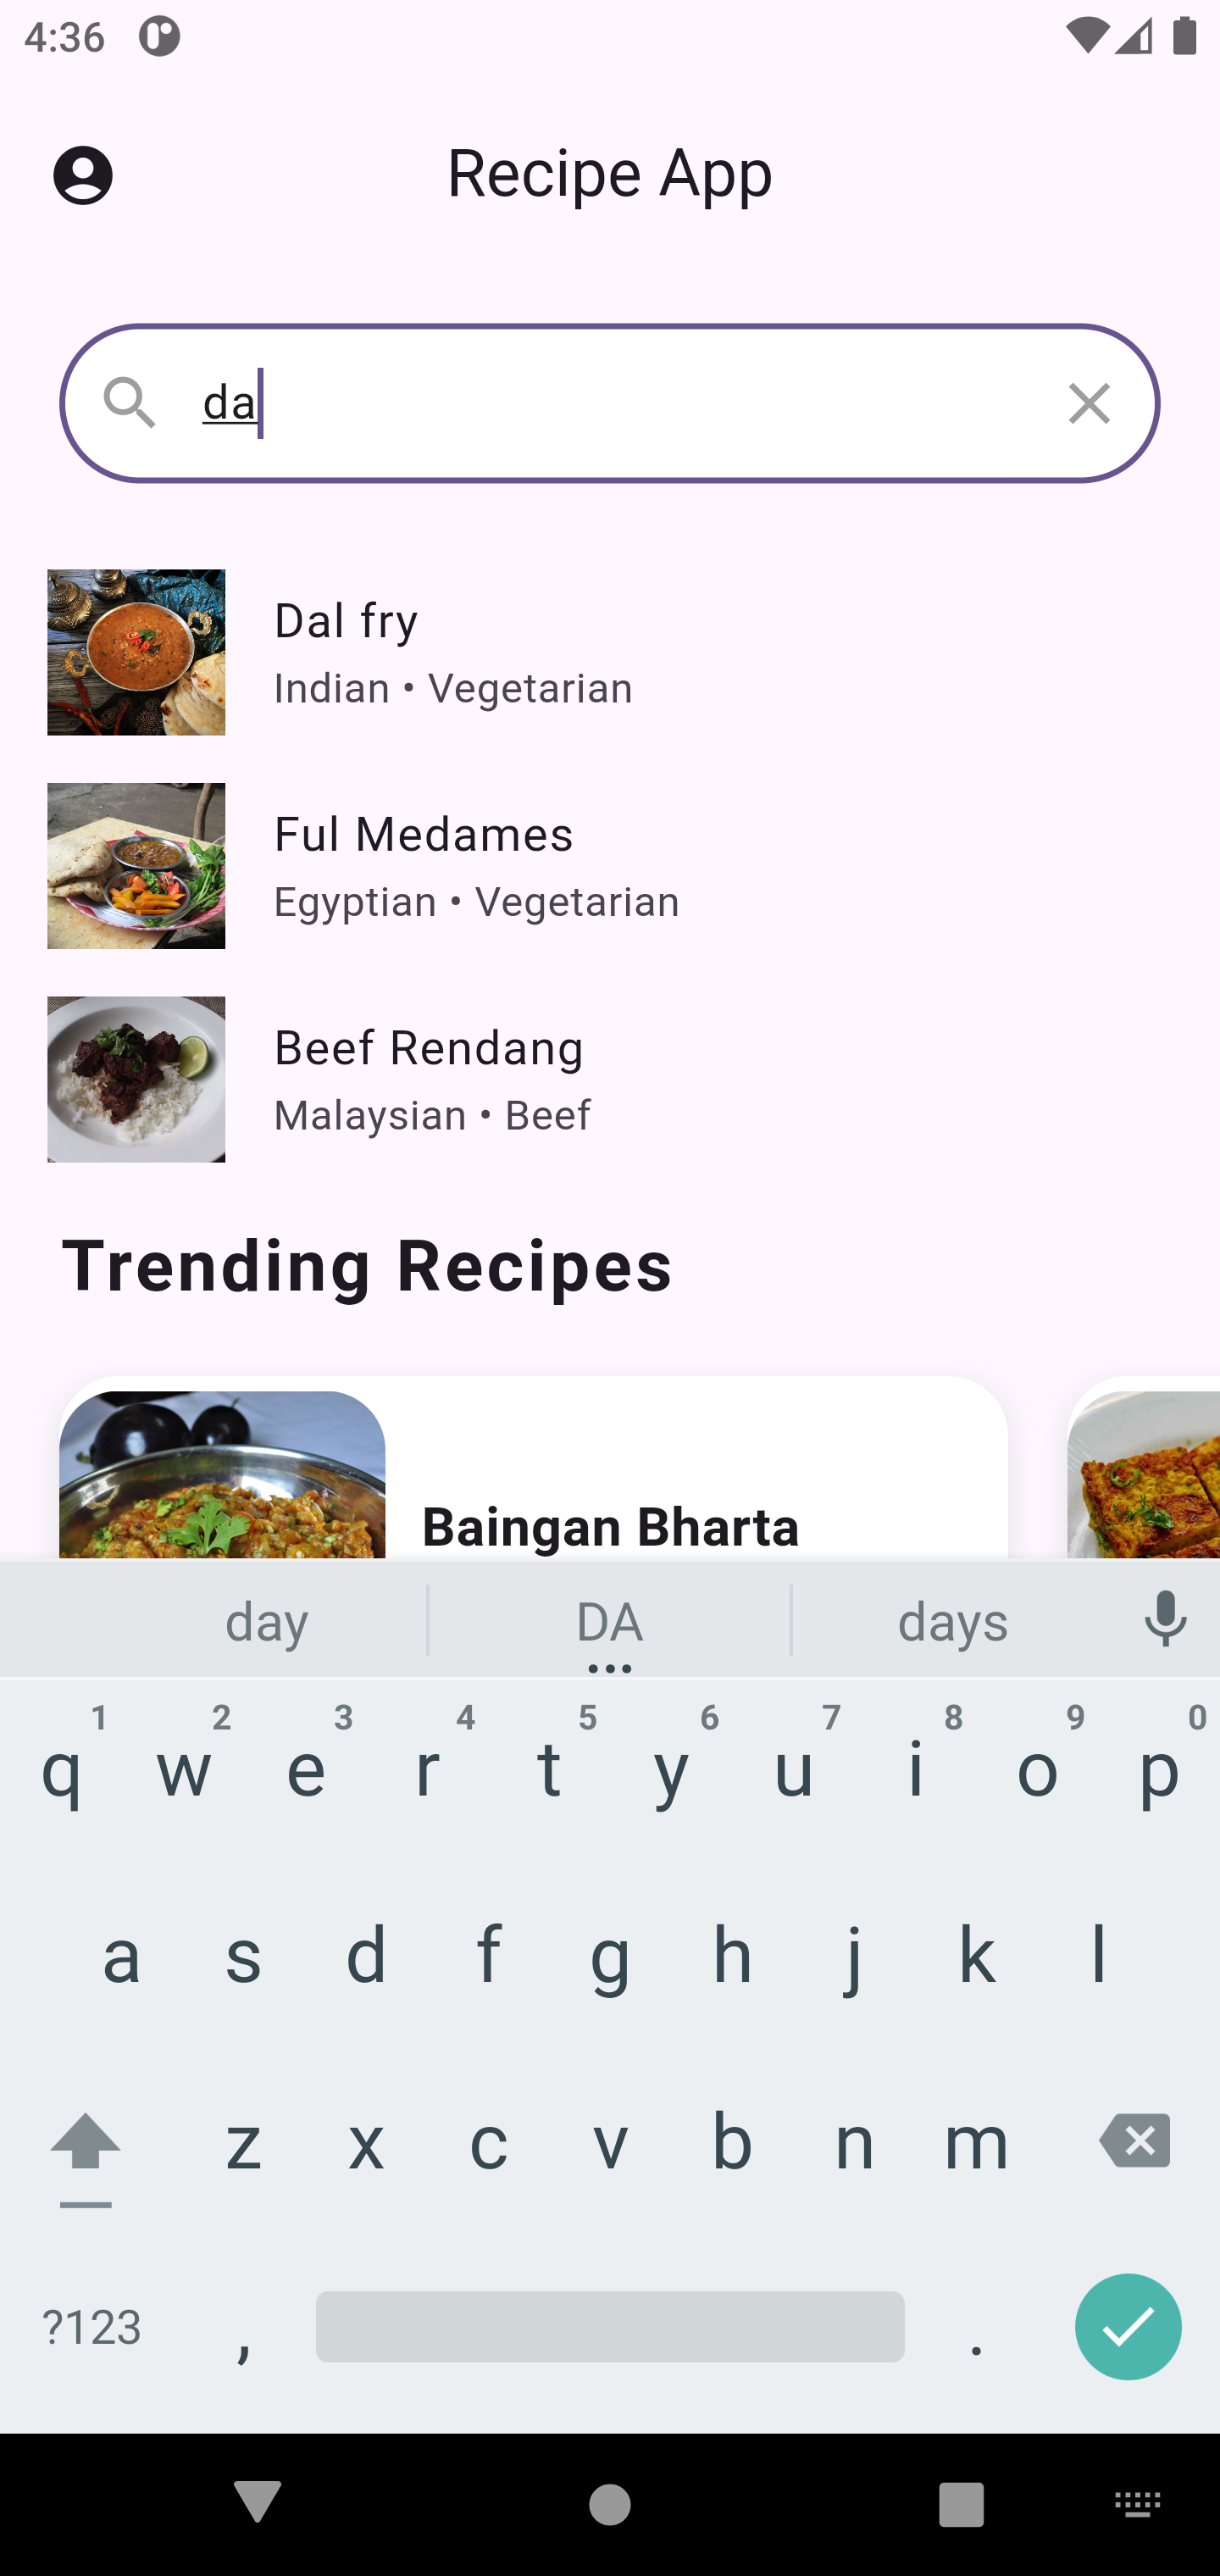 4:36
Recipe App
da
Dal fry
Indian • Vegetarian
Ful Medames
Egyptian • Vegetarian
Beef Rendang
Malaysian • Beef
Trending Recipes
Baingan Bharta
day DA days
1 2 3 4 5 6 7 8 9 0
q w e r t y u i o p
a s d f g h j k l
z x c v b n m
?123 , .